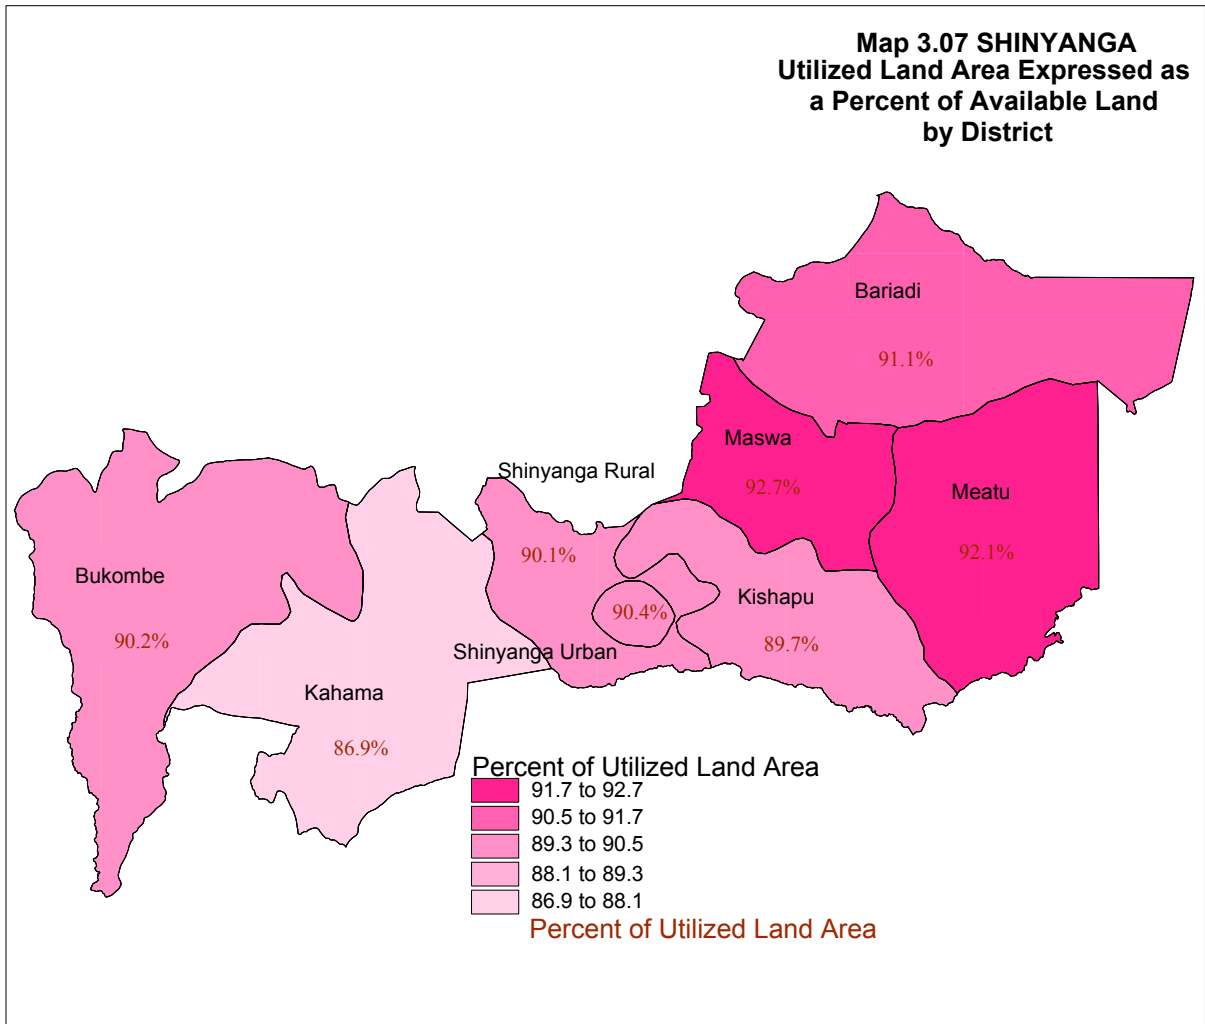 Map 3.07 SHINYANGA
Utilized Land Area Expressed as
a Percent of Available Land
by District
Bariadi
91.1%
Maswa
92.7%
Meatu
92.1%
Shinyanga Rural
90.1%
Bukombe
90.2%
90.4%
Kishapu
89.7%
Shinyanga Urban
Kahama
86.9%
Percent of Utilized Land Area
91.7 to 92.7
90.5 to 91.7
89.3 to 90.5
88.1 to 89.3
86.9 to 88.1
Percent of Utilized Land Area